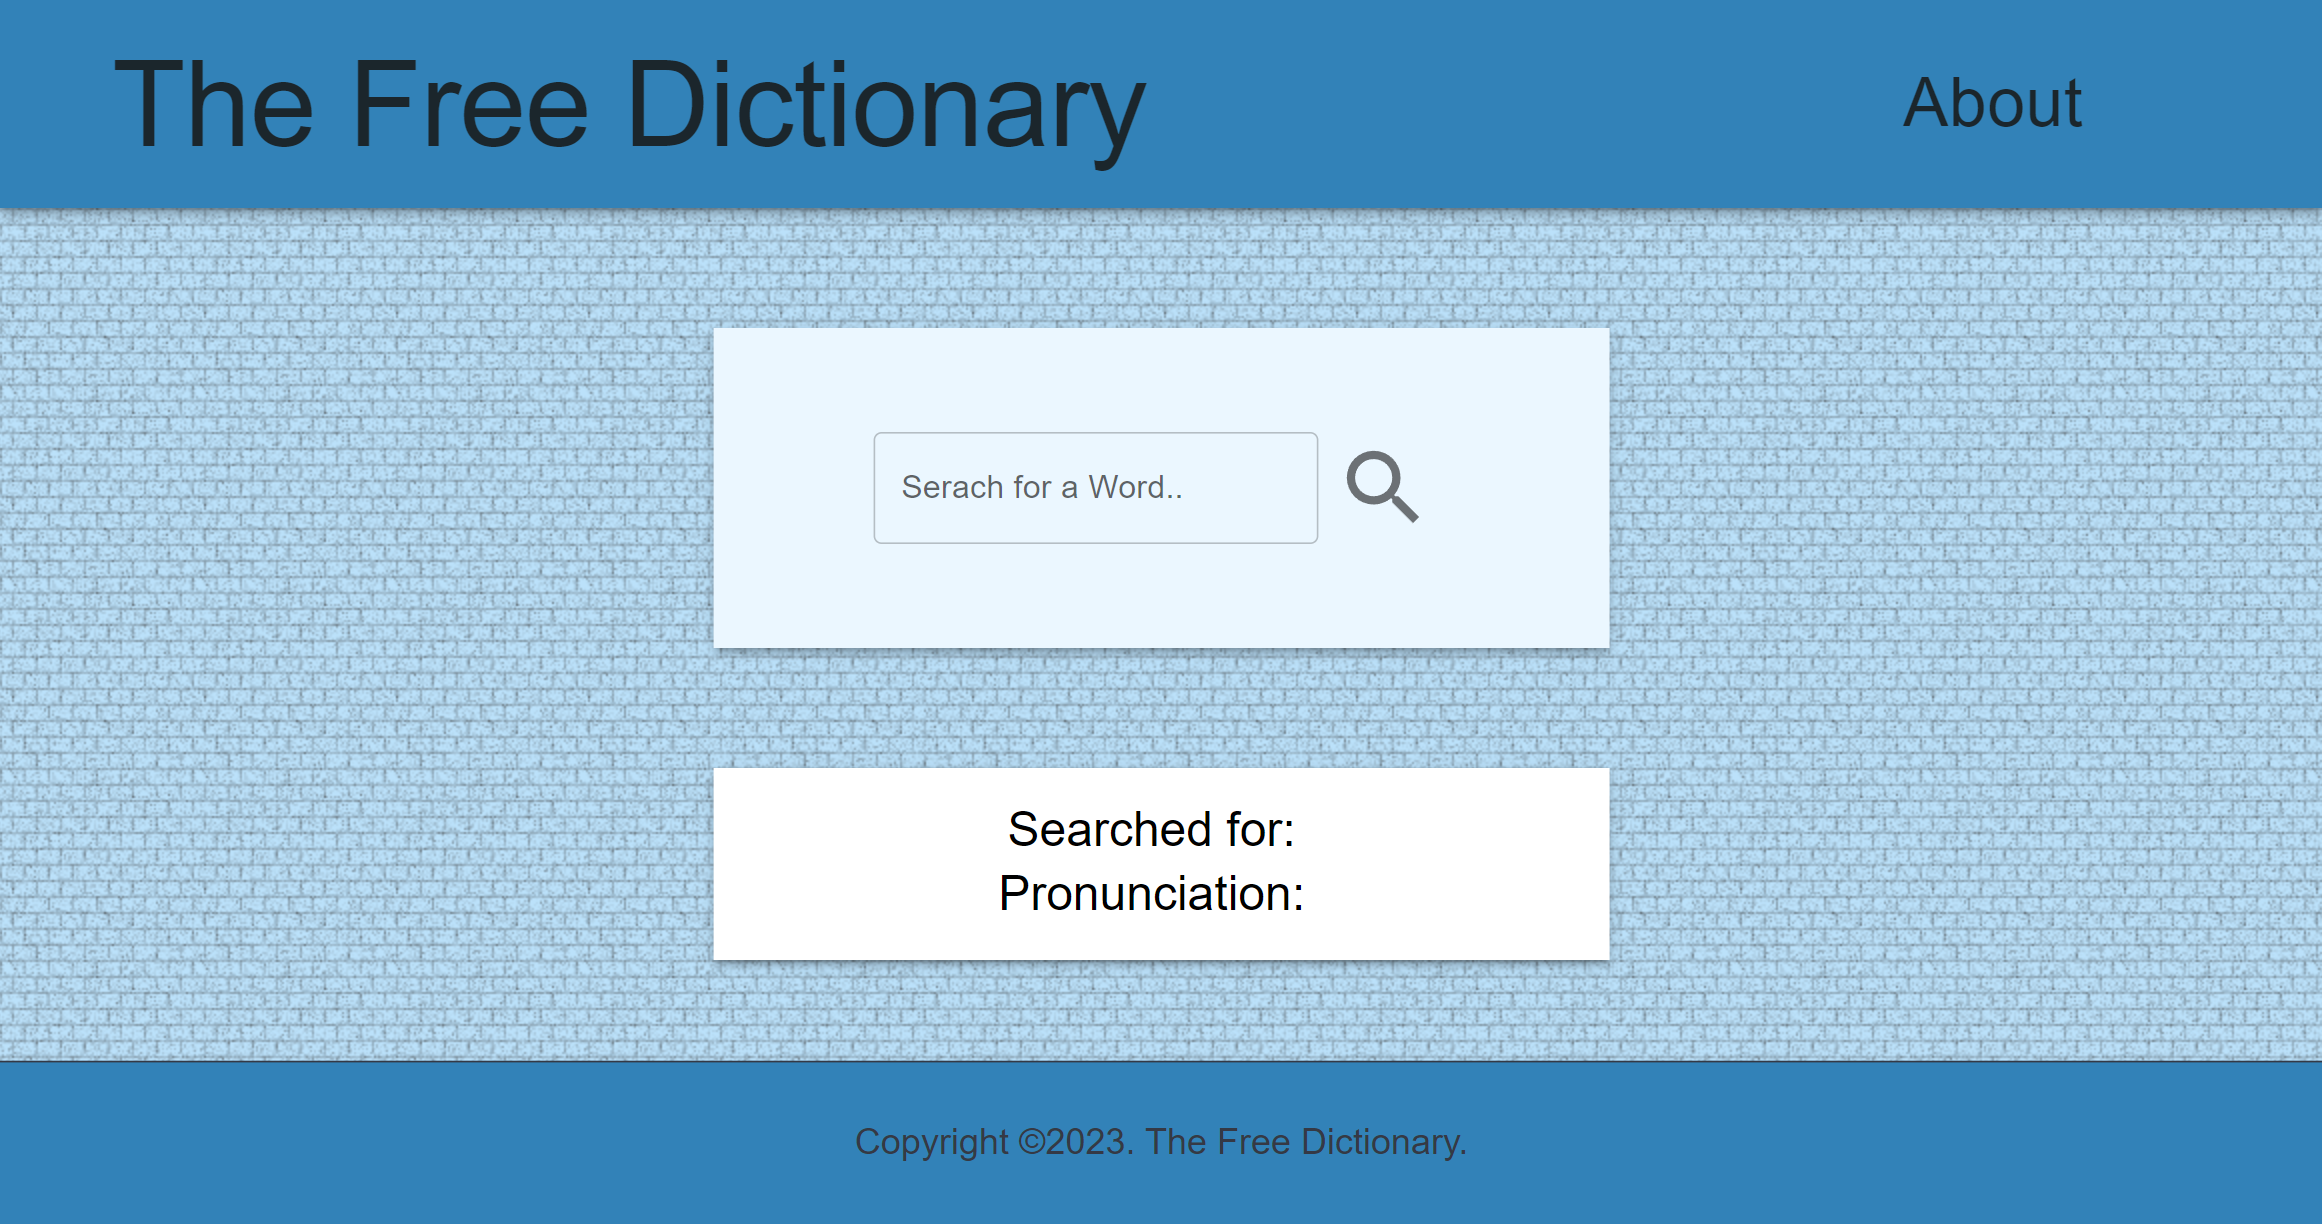 The Free Dictionary
About
Serach for a Word..
Searched for:
Pronunciation:
Copyright ©2023. The Free Dictionary.